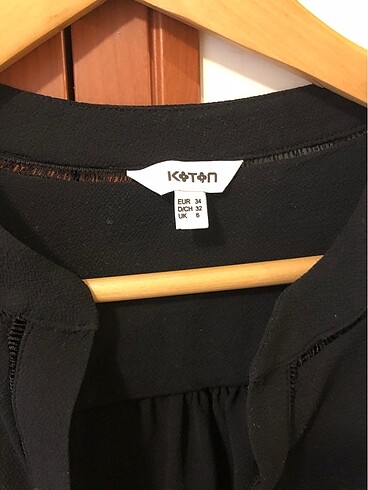 KOTON
EUR 34
D/CH 32
UK 6